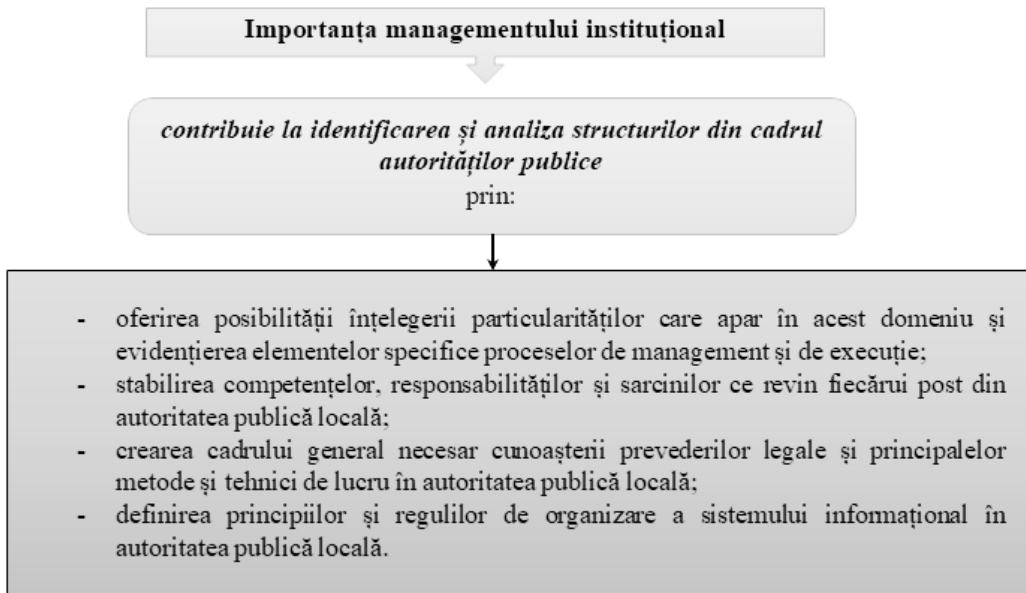 Importanța managementului instituțional
contribuie la identificarea și analiza structurilor din cadrul
autorităților publice
prin:
- oferirea posibilității înțelegerii particularităților care apar în acest domeniu și
evidențierea elementelor specifice proceselor de management și de execuție;
- stabilirea competențelor, responsabilităților și sarcinilor ce revin fiecărui post din
autoritatea publică locală;
- crearea cadrului general necesar cunoașterii prevederilor legale și principalelor
metode și tehnici de lucru în autoritatea publică locală;
- definirea principiilor și regulilor de organizare a sistemului informațional în
autoritatea publică locală.